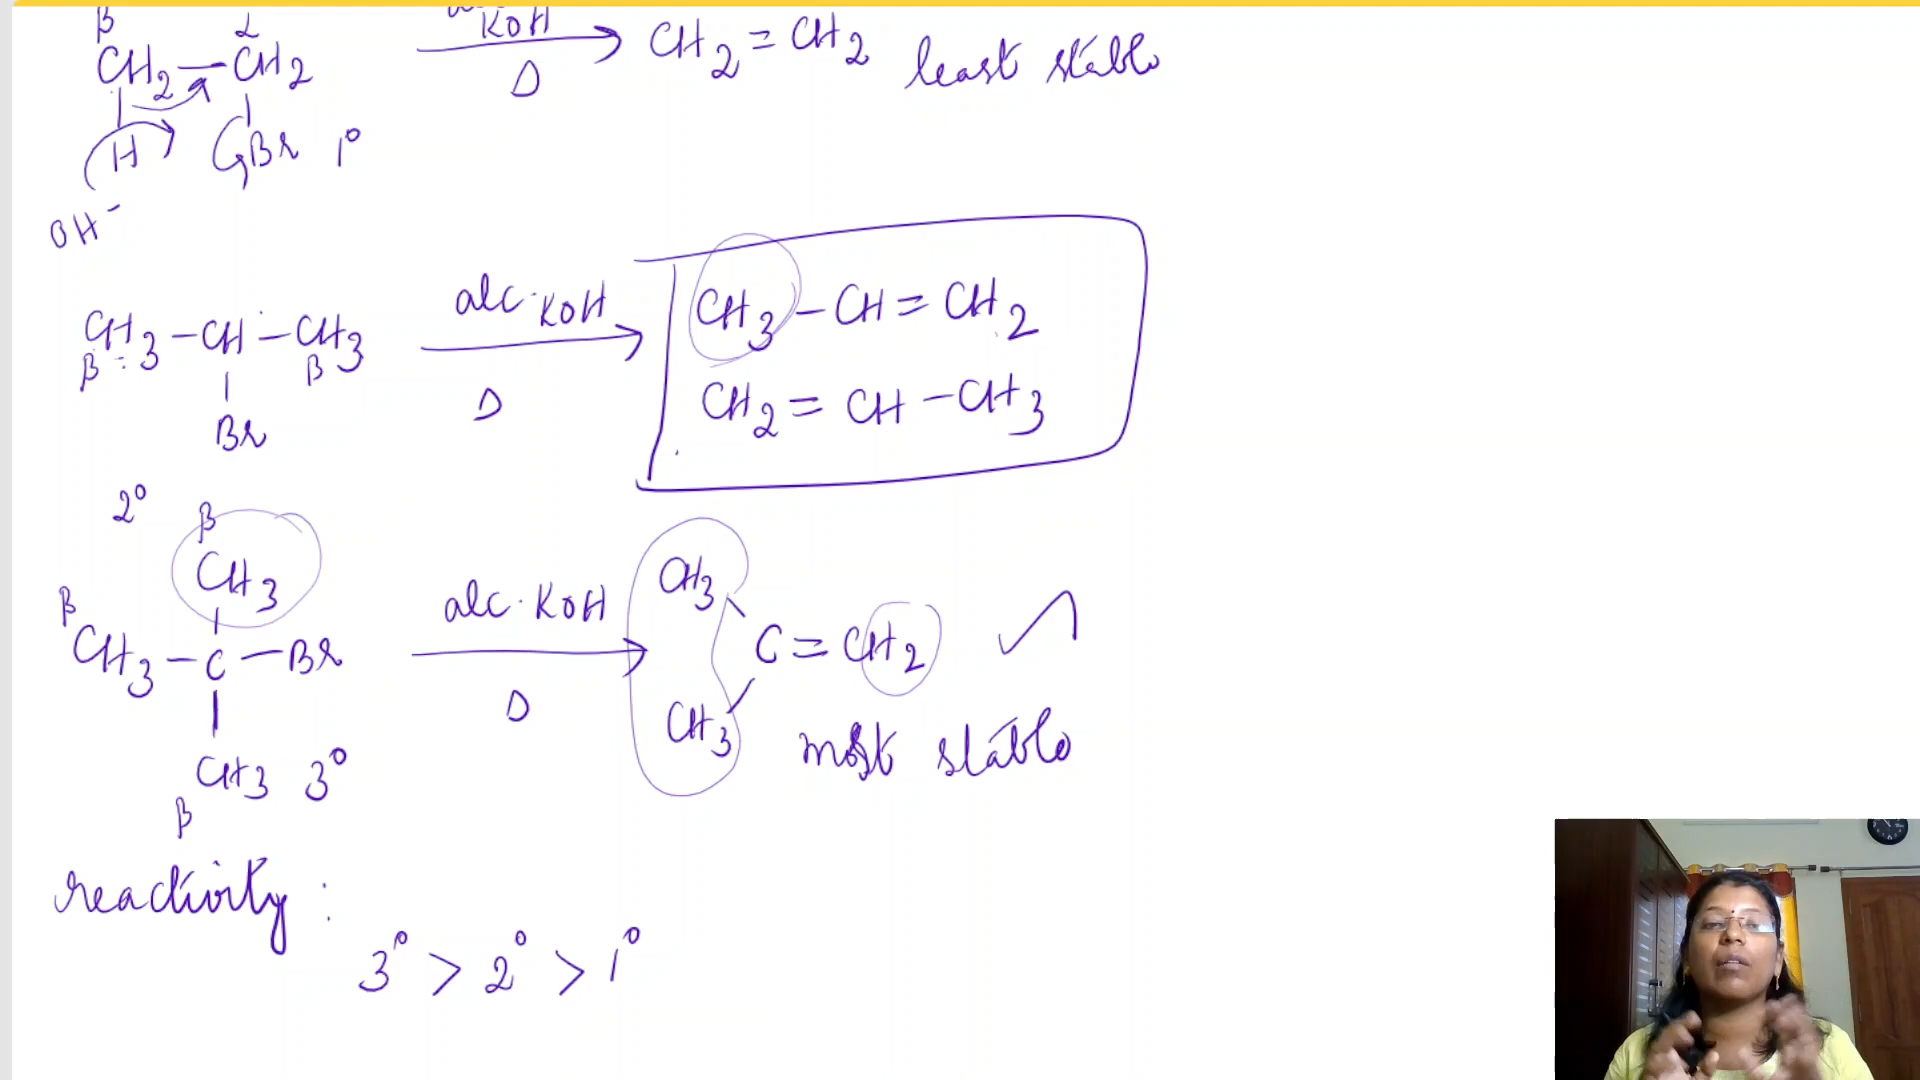 β α
CH2 – CH2 KOH → CH2 = CH2 least stable
Δ
H Br 1°
OH⁻
CH3 – CH – CH3 alc. KOH → CH3 – CH = CH2
β β
Br Δ CH2 = CH – CH3
2°
β
CH3 CH3
β
CH3 – C – Br alc. KOH → C = CH2
Δ
CH3 3° CH3 most stable
β
reactivity :
3° > 2° > 1°